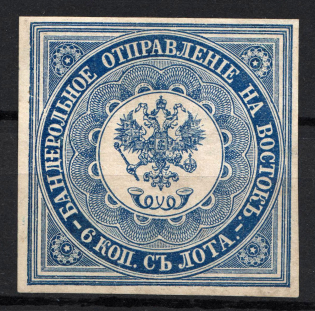 БАНДЕРОЛЬНОЕ ОТПРАВЛЕНІЕ НА ВОСТОКЪ
- 6 КОП. СЪ ЛОТА. -